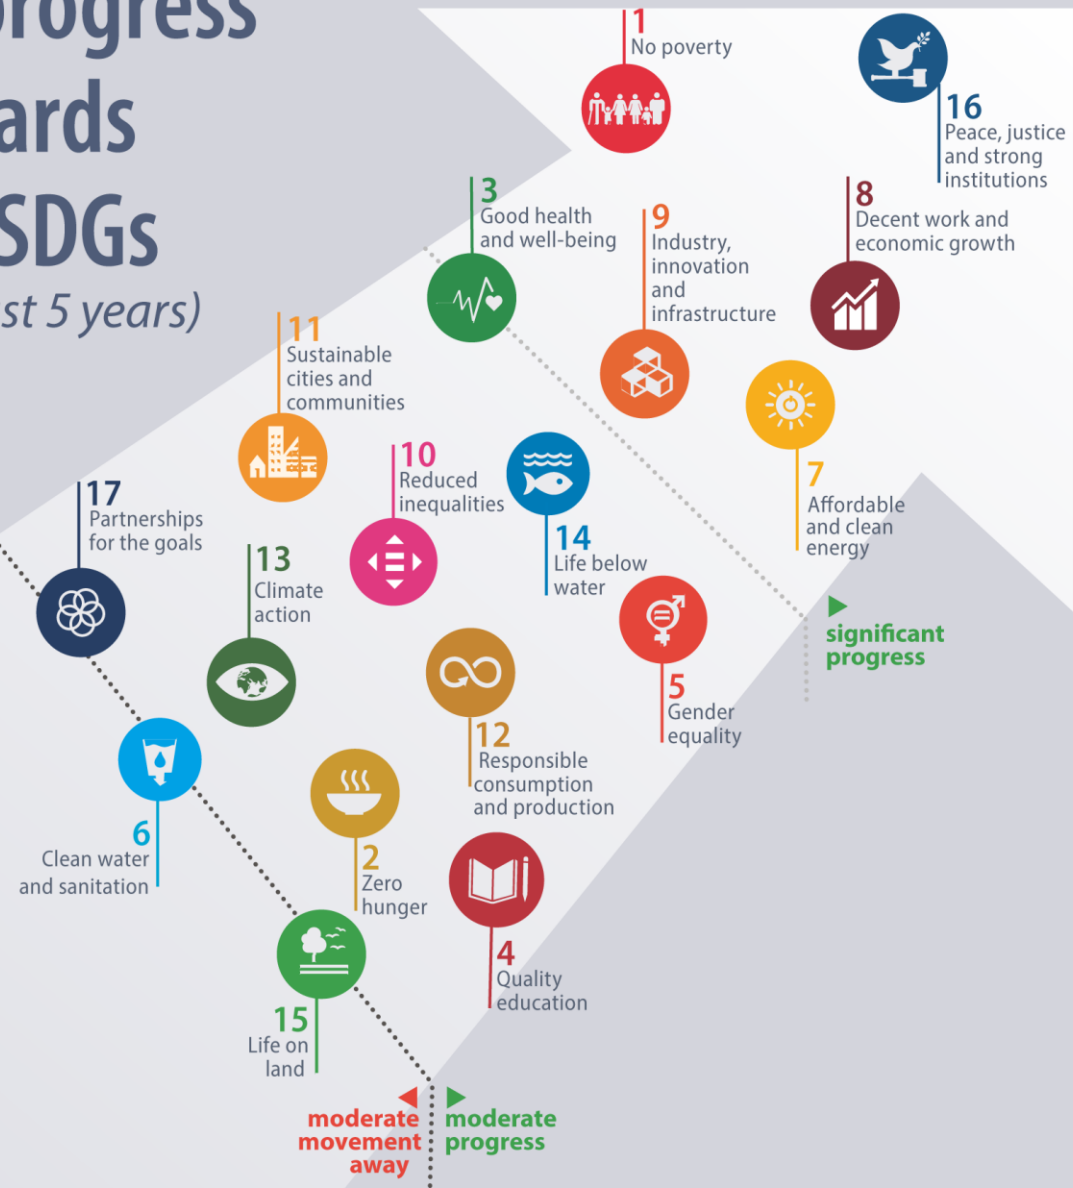 progress
ards
SDGs
st 5 years)
1
No poverty
16
Peace, justice
and strong
institutions
3
Good health
and well-being
9
Industry,
innovation
and
infrastructure
8
Decent work and
economic growth
11
Sustainable
cities and
communities
10
Reduced
inequalities
14
Life below
water
7
Affordable
and clean
energy
17
Partnerships
for the goals
13
Climate
action
significant
progress
5
Gender
equality
12
Responsible
consumption
and production
6
Clean water
and sanitation
2
Zero
hunger
4
Quality
education
15
Life on
land
moderate
movement
away
moderate
progress